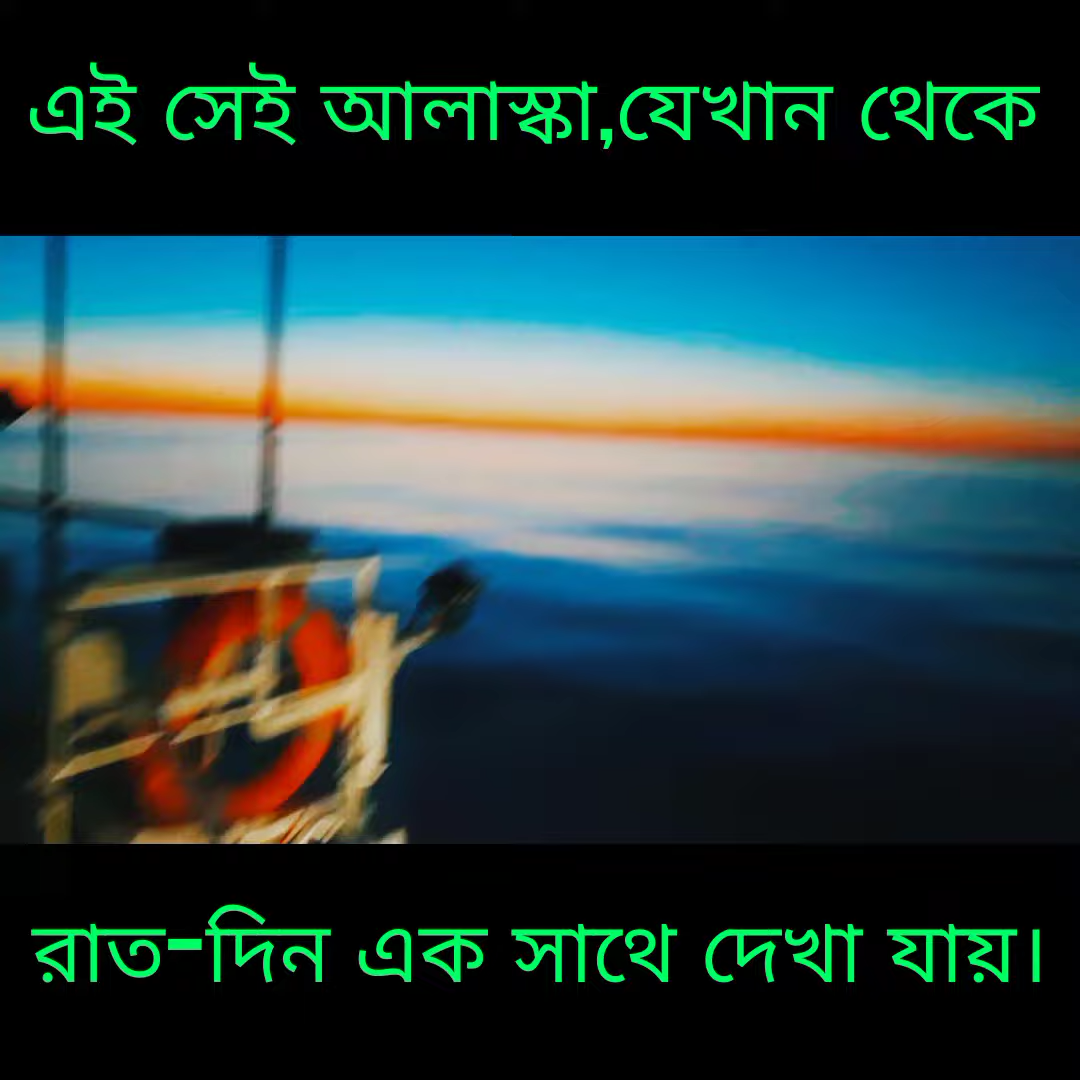 এই সেই আলাস্কা,যেখান থেকে
রাত-দিন এক সাথে দেখা যায়।